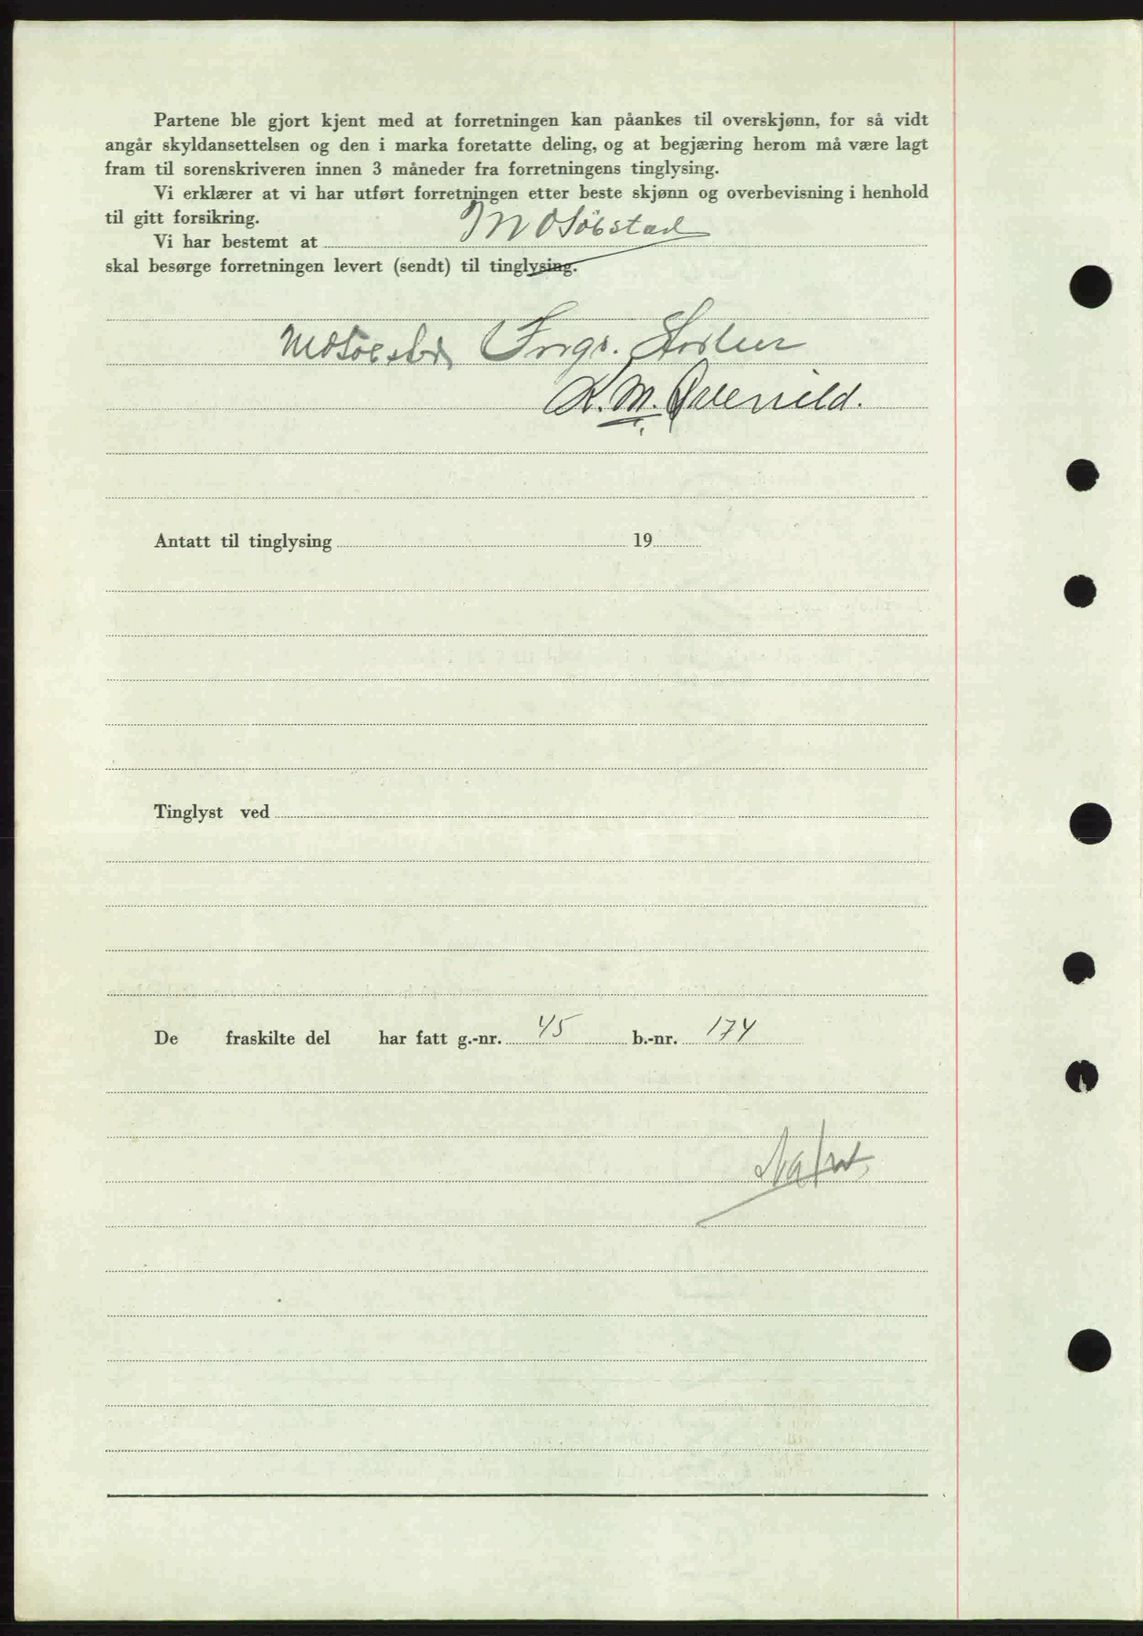 Partene ble gjort kjent med at forretningen kan påankes til overskjønn, for så vidt
angår skyldansettelsen og den i marka foretatte deling, og at begjæring herom må være lagt
fram til sorenskriveren innen 3 måneder fra forretningens tinglysing.
Vi erklærer at vi har utført forretningen etter beste skjønn og overbevisning i henhold
til gitt forsikring.
Vi har bestemt at M O Söbstad
skal besørge forretningen levert (sendt) til tinglysing.
K. M.
Antatt til tinglysing 19
Tinglyst ved
De fraskilte del har fatt g.-nr. 45 b.-nr. 174